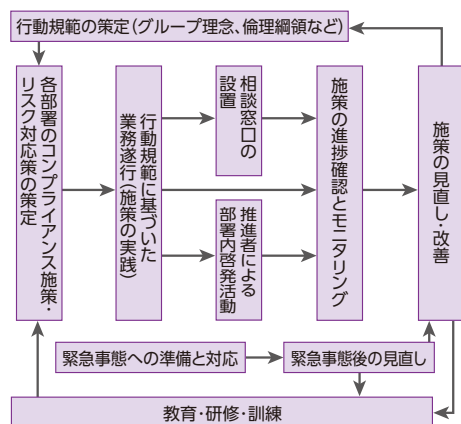 行動規範の策定(グループ理念、倫理綱領など)
各部署のコンプライアンス施策・
リスク対応策の策定
行動規範に基づいた
業務遂行(施策の実践)
相談窓口の
設置
推進者による
部署内啓発活動
施策の進捗確認とモニタリング
施策の見直し・改善
緊急事態への準備と対応
緊急事態後の見直し
教育・研修・訓練